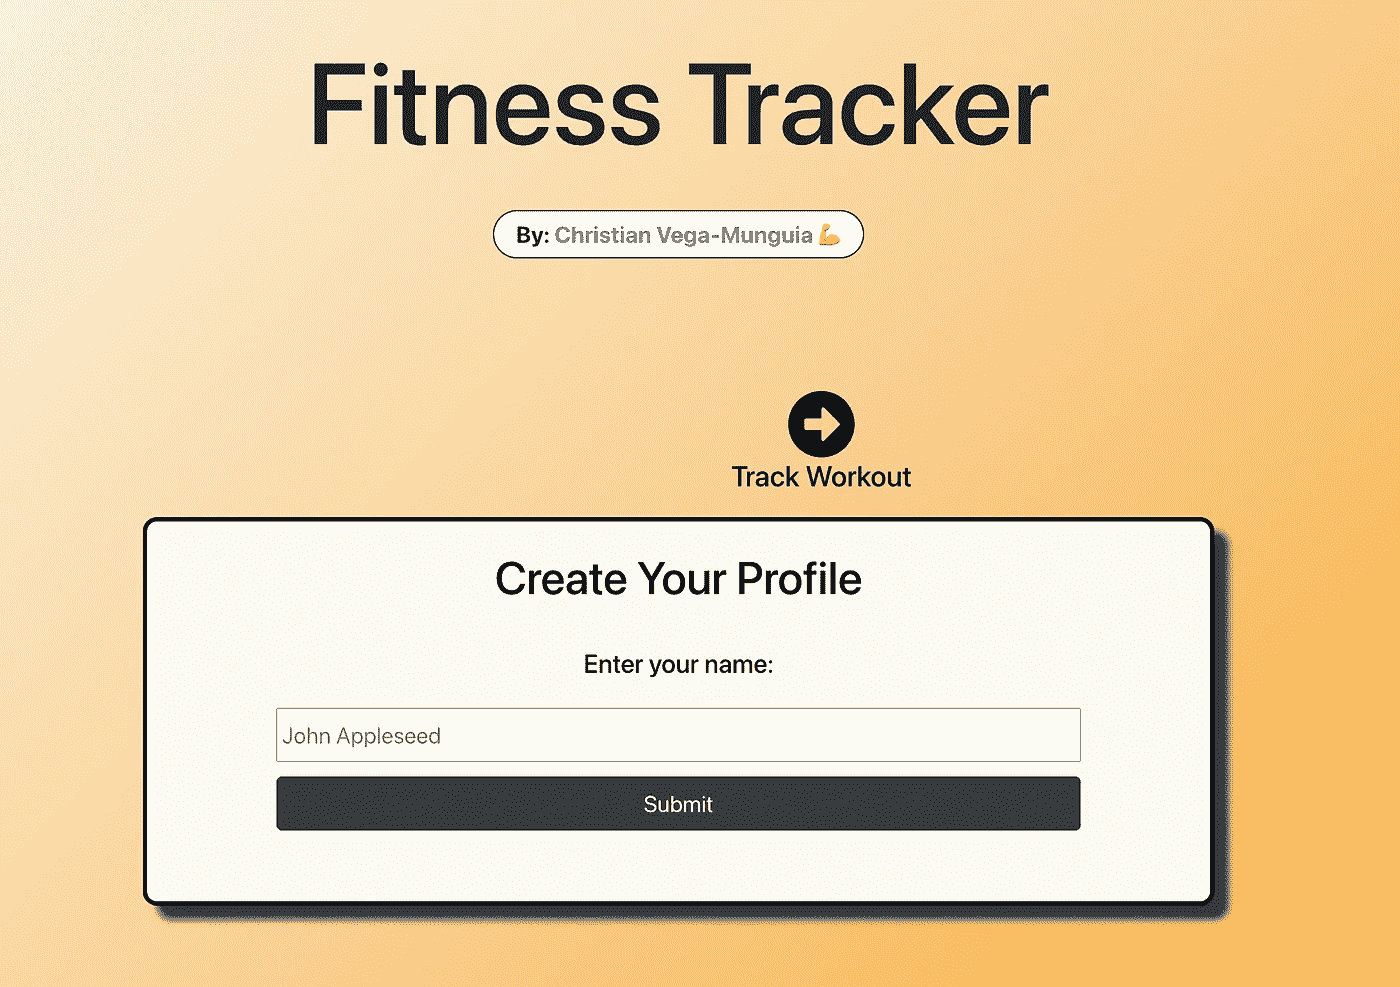 Fitness Tracker
By: Christian Vega-Munguia 💪
Track Workout
Create Your Profile
Enter your name:
John Appleseed
Submit